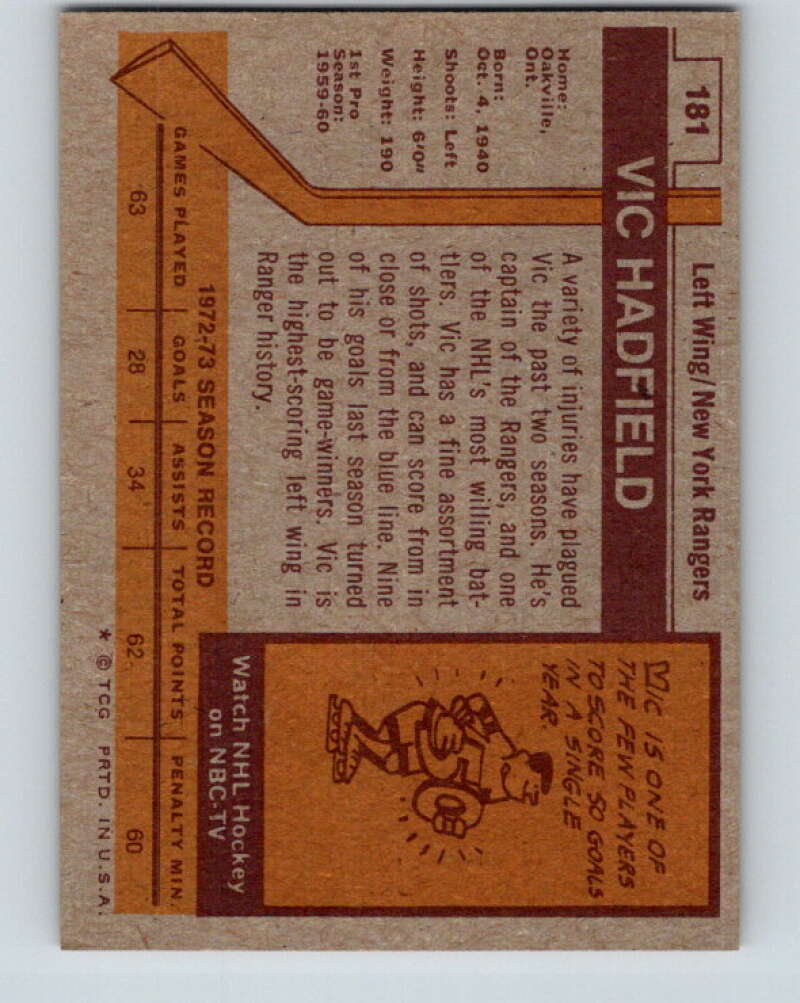 181
Left Wing/New York Rangers
VIC HADFIELD
Home:
Oakville,
Ont.
Born:
Oct. 4, 1940
Shoots: Left
Height: 6'0"
Weight: 190
1st Pro
Season:
1959-60
A variety of injuries have plagued
Vic the past two seasons. He's
captain of the Rangers, and one
of the NHL's most willing bat-
tlers. Vic has a fine assortment
of shots, and can score from in
close or from the blue line. Nine
of his goals last season turned
out to be game-winners. Vic is
the highest-scoring left wing in
Ranger history.
VIC IS ONE OF
THE FEW PLAYERS
TO SCORE 50 GOALS
IN A SINGLE
YEAR.
50
Watch NHL Hockey
on NBC-TV
1972-73 SEASON RECORD
GAMES PLAYED | GOALS | ASSISTS | TOTAL POINTS | PENALTY MIN.
63 28 34 62 60
* © TCG PRTD. IN U.S.A.